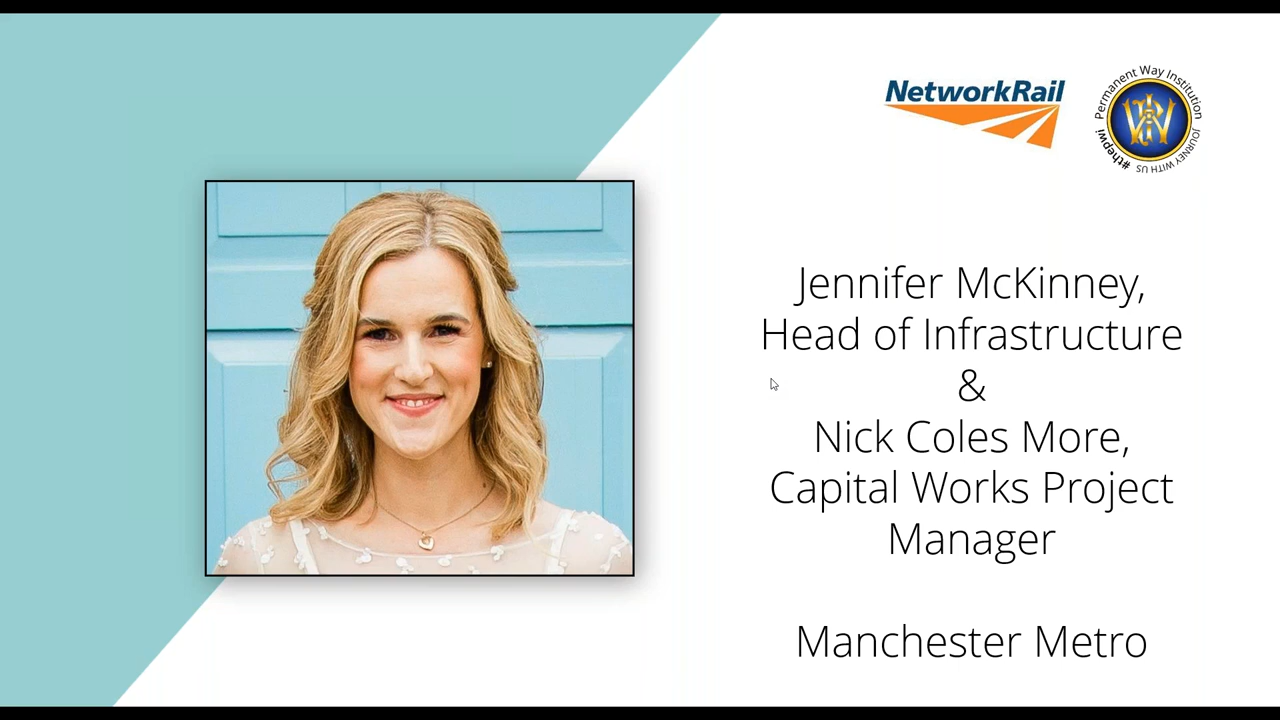 NetworkRail
Permanent Way Institution
#thepwi
JOURNEY WITH US
Jennifer McKinney,
Head of Infrastructure
&
Nick Coles More,
Capital Works Project
Manager
Manchester Metro